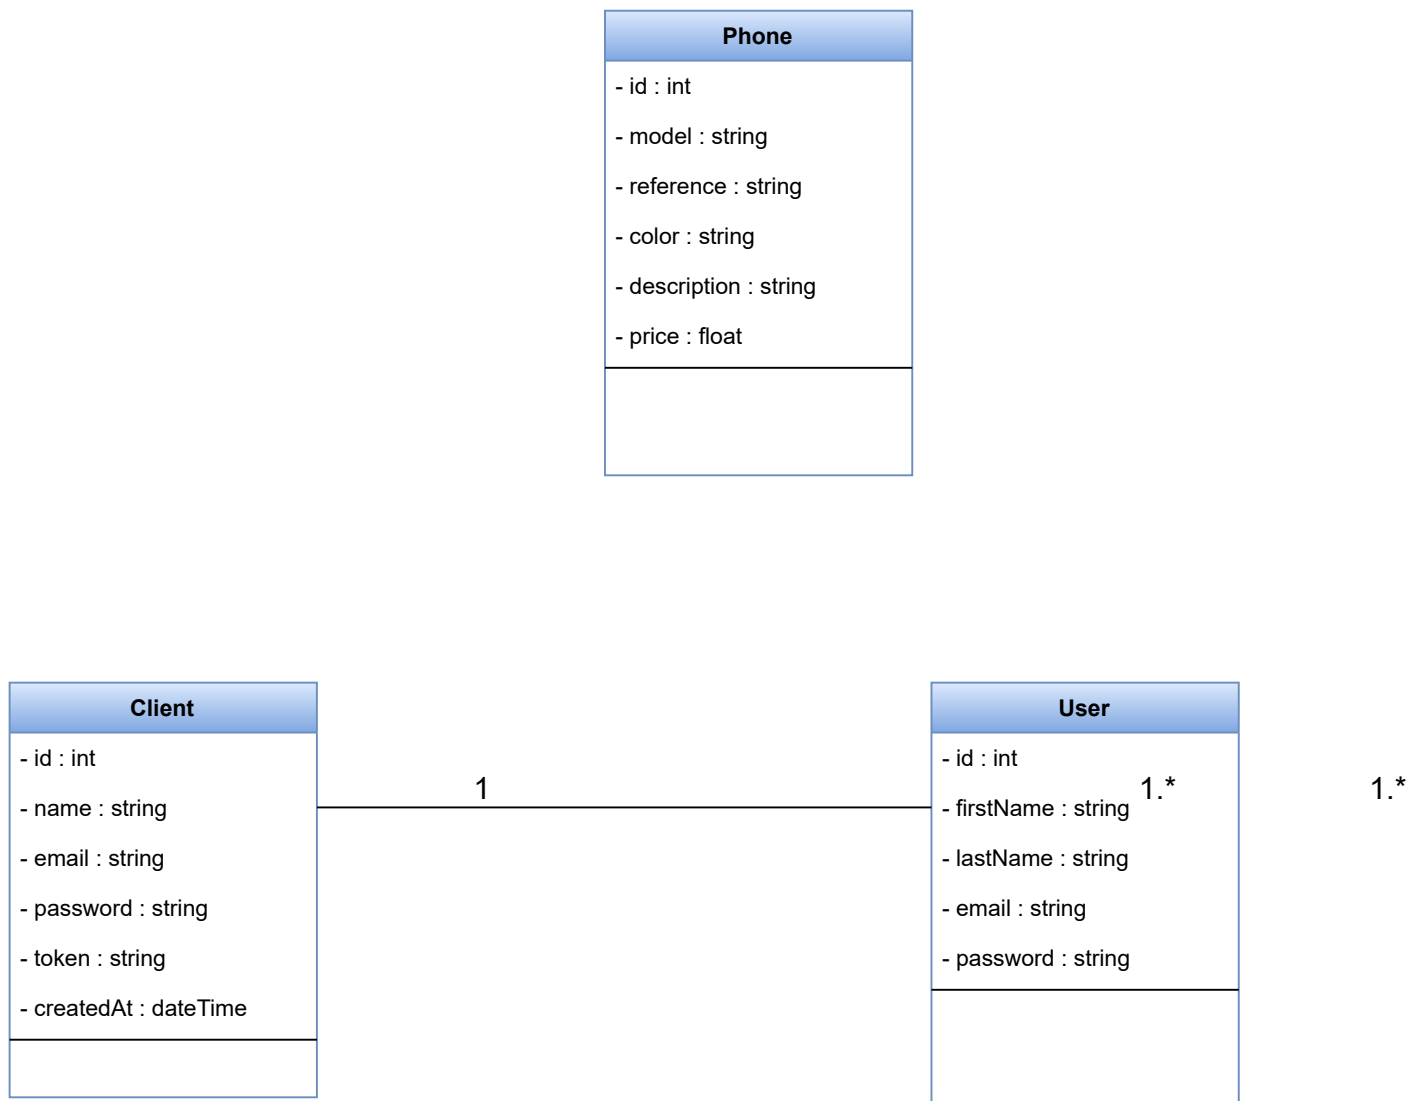 Phone
- id : int
- model : string
- reference : string
- color : string
- description : string
- price : float
Client
- id : int
- name : string
- email : string
- password : string
- token : string
- createdAt : dateTime
1
User
- id : int
- firstName : string
- lastName : string
- email : string
- password : string
1.*
1.*